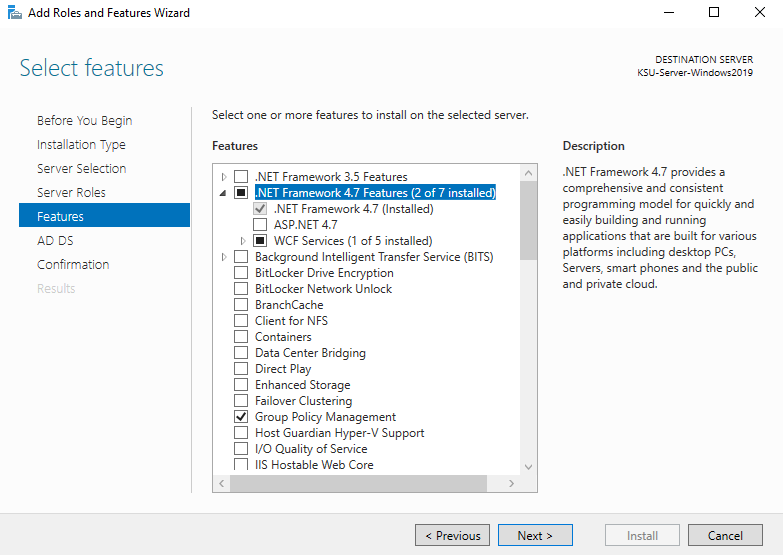 Add Roles and Features Wizard
Select features
DESTINATION SERVER
KSU-Server-Windows2019
Before You Begin
Installation Type
Server Selection
Server Roles
Features
AD DS
Confirmation
Results
Select one or more features to install on the selected server.
Features
.NET Framework 3.5 Features
.NET Framework 4.7 Features (2 of 7 installed)
.NET Framework 4.7 (Installed)
ASP.NET 4.7
WCF Services (1 of 5 installed)
Background Intelligent Transfer Service (BITS)
BitLocker Drive Encryption
BitLocker Network Unlock
BranchCache
Client for NFS
Containers
Data Center Bridging
Direct Play
Enhanced Storage
Failover Clustering
Group Policy Management
Host Guardian Hyper-V Support
I/O Quality of Service
IIS Hostable Web Core
Description
.NET Framework 4.7 provides a
comprehensive and consistent
programming model for quickly and
easily building and running
applications that are built for various
platforms including desktop PCs,
Servers, smart phones and the public
and private cloud.
< Previous
Next >
Install
Cancel